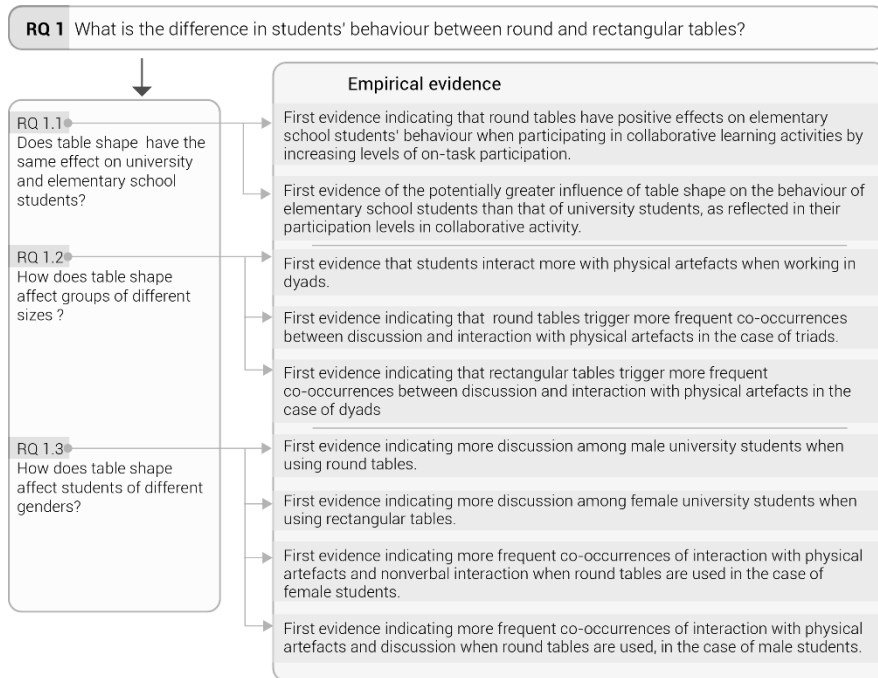 RQ 1 What is the difference in students' behaviour between round and rectangular tables?
Empirical evidence
RQ 1.1
Does table shape have the
same effect on university
and elementary school
students?
First evidence indicating that round tables have positive effects on elementary
school students' behaviour when participating in collaborative learning activities by
increasing levels of on-task participation.
First evidence of the potentially greater influence of table shape on the behaviour of
elementary school students than that of university students, as reflected in their
participation levels in collaborative activity.
RQ 1.2
How does table shape
affect groups of different
sizes ?
First evidence that students interact more with physical artefacts when working in
dyads.
First evidence indicating that round tables trigger more frequent co-occurrences
between discussion and interaction with physical artefacts in the case of triads.
First evidence indicating that rectangular tables trigger more frequent
co-occurrences between discussion and interaction with physical artefacts in the
case of dyads
RQ 1.3
How does table shape
affect students of different
genders?
First evidence indicating more discussion among male university students when
using round tables.
First evidence indicating more discussion among female university students when
using rectangular tables.
First evidence indicating more frequent co-occurrences of interaction with physical
artefacts and nonverbal interaction when round tables are used in the case of
female students.
First evidence indicating more frequent co-occurrences of interaction with physical
artefacts and discussion when round tables are used, in the case of male students.